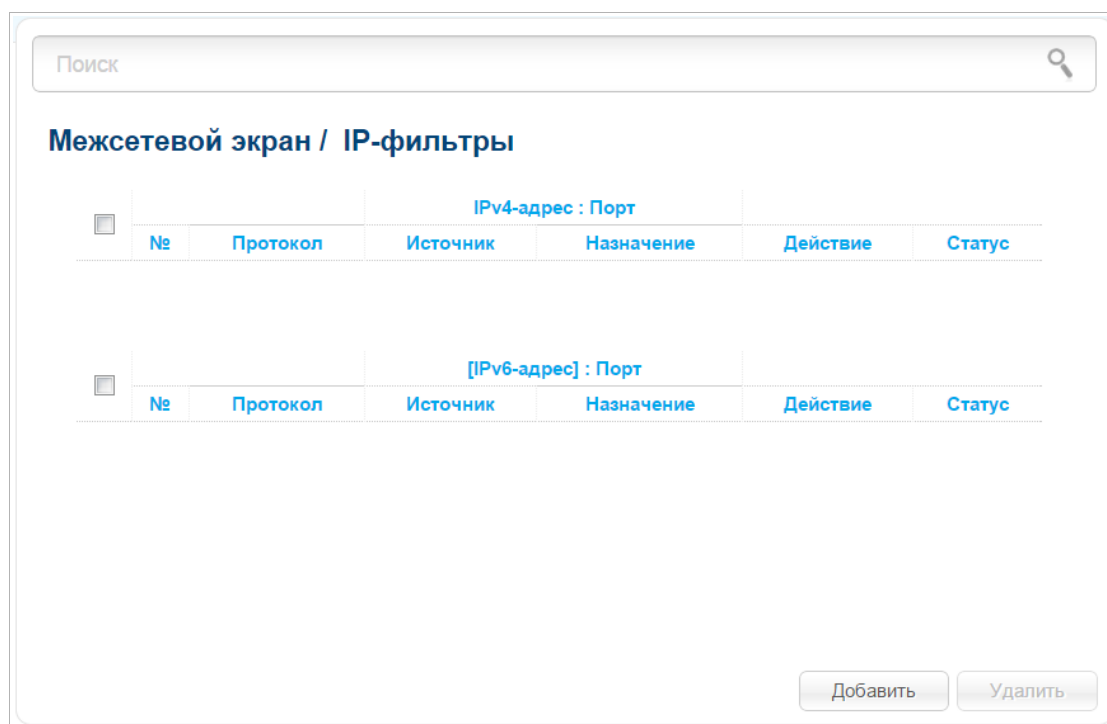 Поиск
Межсетевой экран / IP-фильтры
IPv4-адрес : Порт
№ Протокол Источник Назначение Действие Статус
[IPv6-адрес] : Порт
№ Протокол Источник Назначение Действие Статус
Добавить Удалить